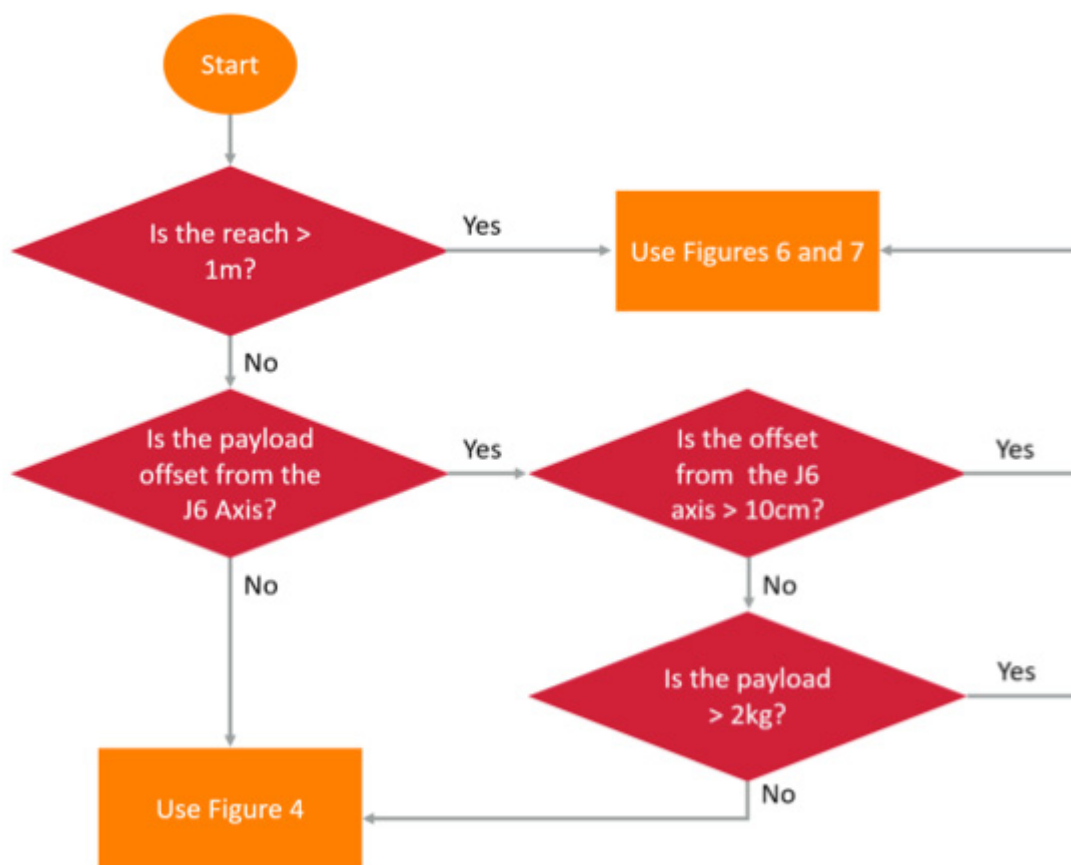 Start
Is the reach >
1m?
Yes
Use Figures 6 and 7
No
Is the payload
offset from the
J6 Axis?
Yes
Is the offset
from the J6
axis > 10cm?
Yes
No
No
Is the payload
> 2kg?
Yes
No
Use Figure 4